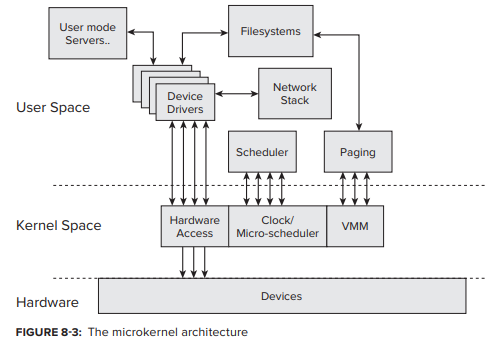 User mode
Servers..
Filesystems
Device
Drivers
Network
Stack
User Space
Scheduler
Paging
Kernel Space
Hardware
Access
Clock/
Micro-scheduler
VMM
Devices
Hardware
FIGURE 8-3: The microkernel architecture